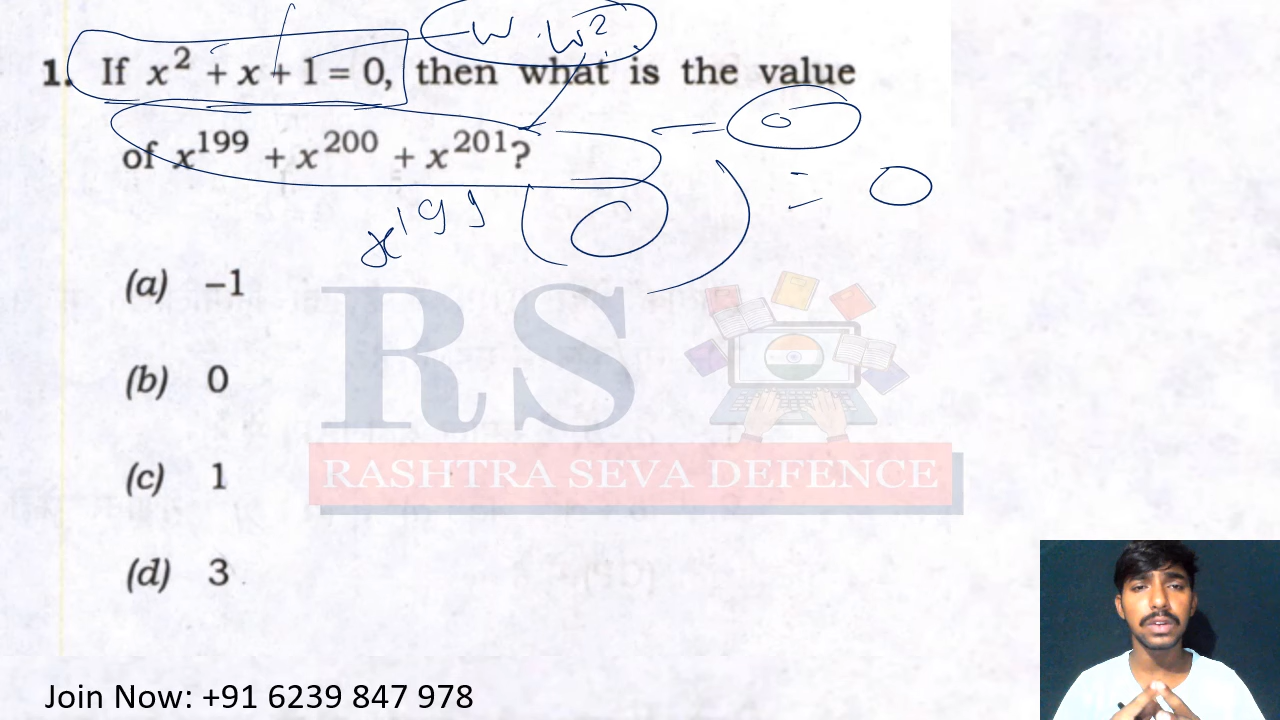 w . w²
1. If x² + x + 1 = 0, then what is the value
of x¹⁹⁹ + x²⁰⁰ + x²⁰¹?
= 0
x¹⁹⁹ ( 0 ) = 0
(a) −1
(b) 0
(c) 1
(d) 3
RS
RASHTRA SEVA DEFENCE
Join Now: +91 6239 847 978